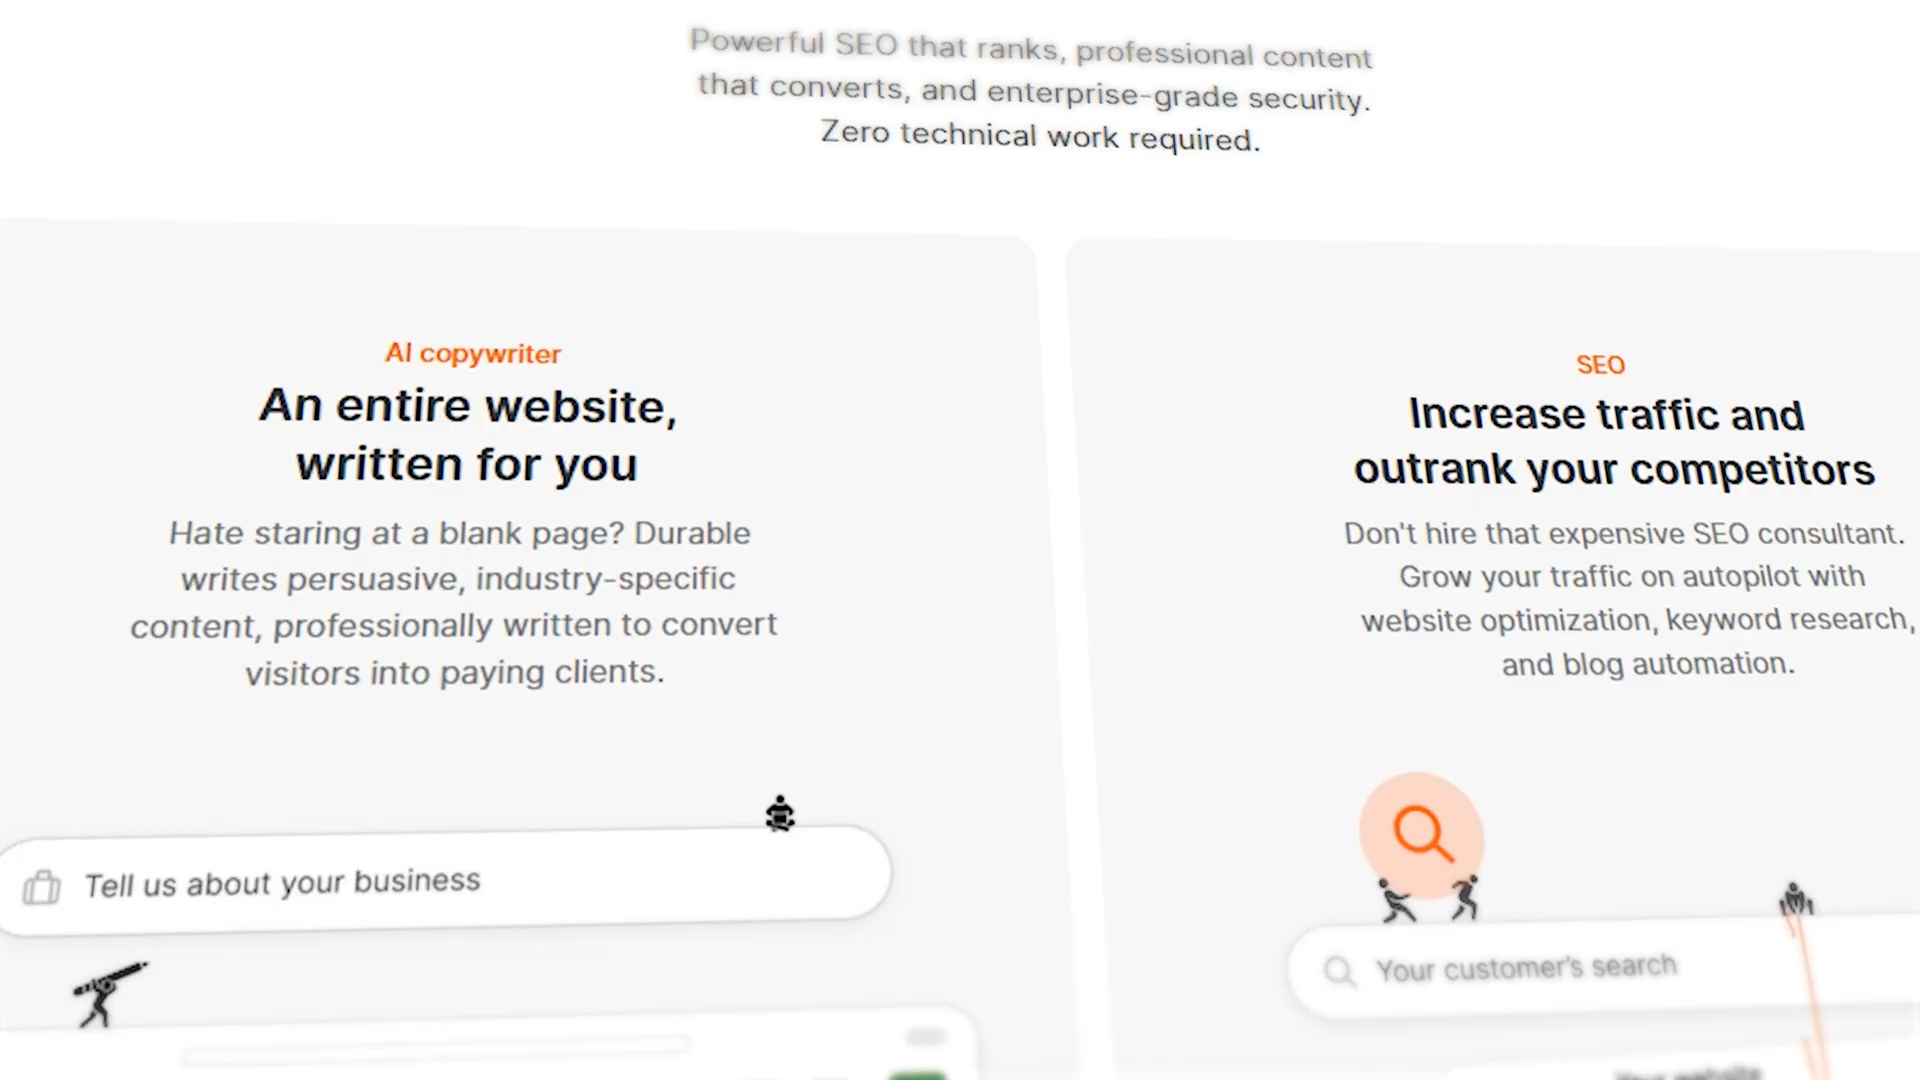 Powerful SEO that ranks, professional content
that converts, and enterprise-grade security.
Zero technical work required.
AI copywriter
An entire website,
written for you
Hate staring at a blank page? Durable
writes persuasive, industry-specific
content, professionally written to convert
visitors into paying clients.
Tell us about your business
SEO
Increase traffic and
outrank your competitors
Don't hire that expensive SEO consultant.
Grow your traffic on autopilot with
website optimization, keyword research,
and blog automation.
Your customer's search
Your website